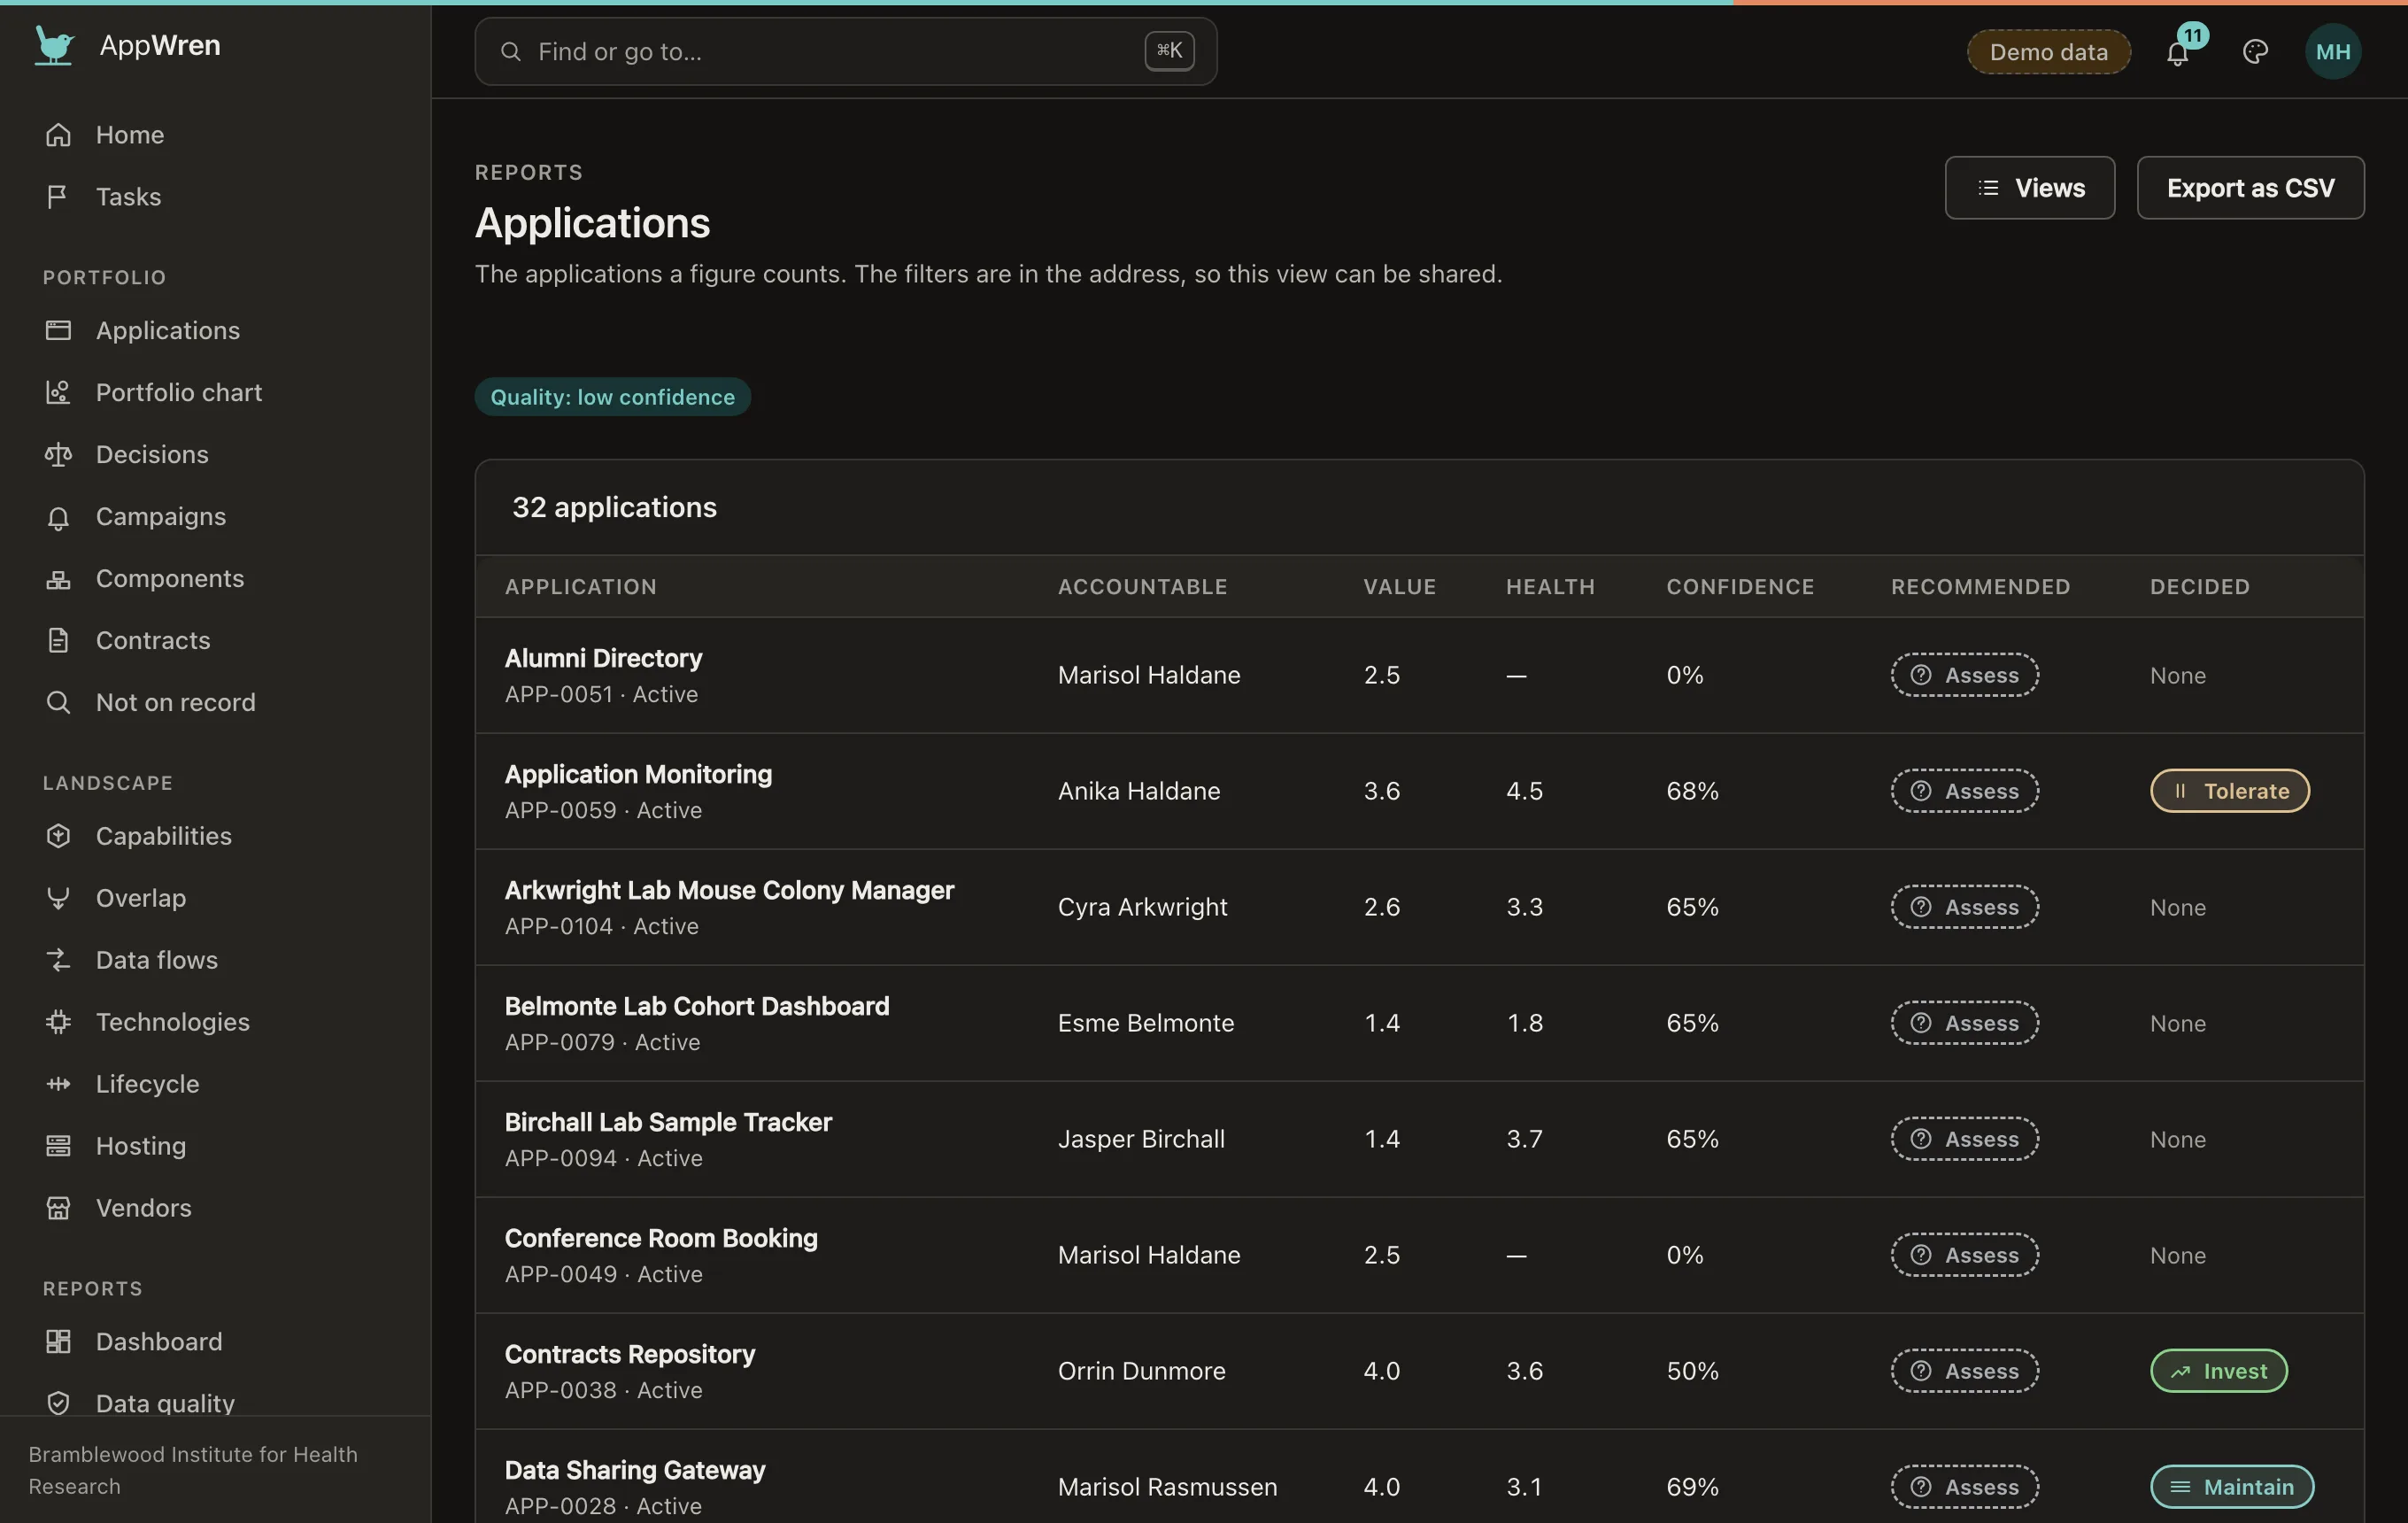 AppWren
Find or go to...
⌘K
Demo data
11
MH
Home
Tasks
PORTFOLIO
Applications
Portfolio chart
Decisions
Campaigns
Components
Contracts
Not on record
LANDSCAPE
Capabilities
Overlap
Data flows
Technologies
Lifecycle
Hosting
Vendors
REPORTS
Dashboard
Data quality
Bramblewood Institute for Health
Research
REPORTS
Applications
The applications a figure counts. The filters are in the address, so this view can be shared.
Views
Export as CSV
Quality: low confidence
32 applications
APPLICATION ACCOUNTABLE VALUE HEALTH CONFIDENCE RECOMMENDED DECIDED
Alumni Directory
APP-0051 · Active
Marisol Haldane 2.5 — 0% Assess None
Application Monitoring
APP-0059 · Active
Anika Haldane 3.6 4.5 68% Assess Tolerate
Arkwright Lab Mouse Colony Manager
APP-0104 · Active
Cyra Arkwright 2.6 3.3 65% Assess None
Belmonte Lab Cohort Dashboard
APP-0079 · Active
Esme Belmonte 1.4 1.8 65% Assess None
Birchall Lab Sample Tracker
APP-0094 · Active
Jasper Birchall 1.4 3.7 65% Assess None
Conference Room Booking
APP-0049 · Active
Marisol Haldane 2.5 — 0% Assess None
Contracts Repository
APP-0038 · Active
Orrin Dunmore 4.0 3.6 50% Assess Invest
Data Sharing Gateway
APP-0028 · Active
Marisol Rasmussen 4.0 3.1 69% Assess Maintain